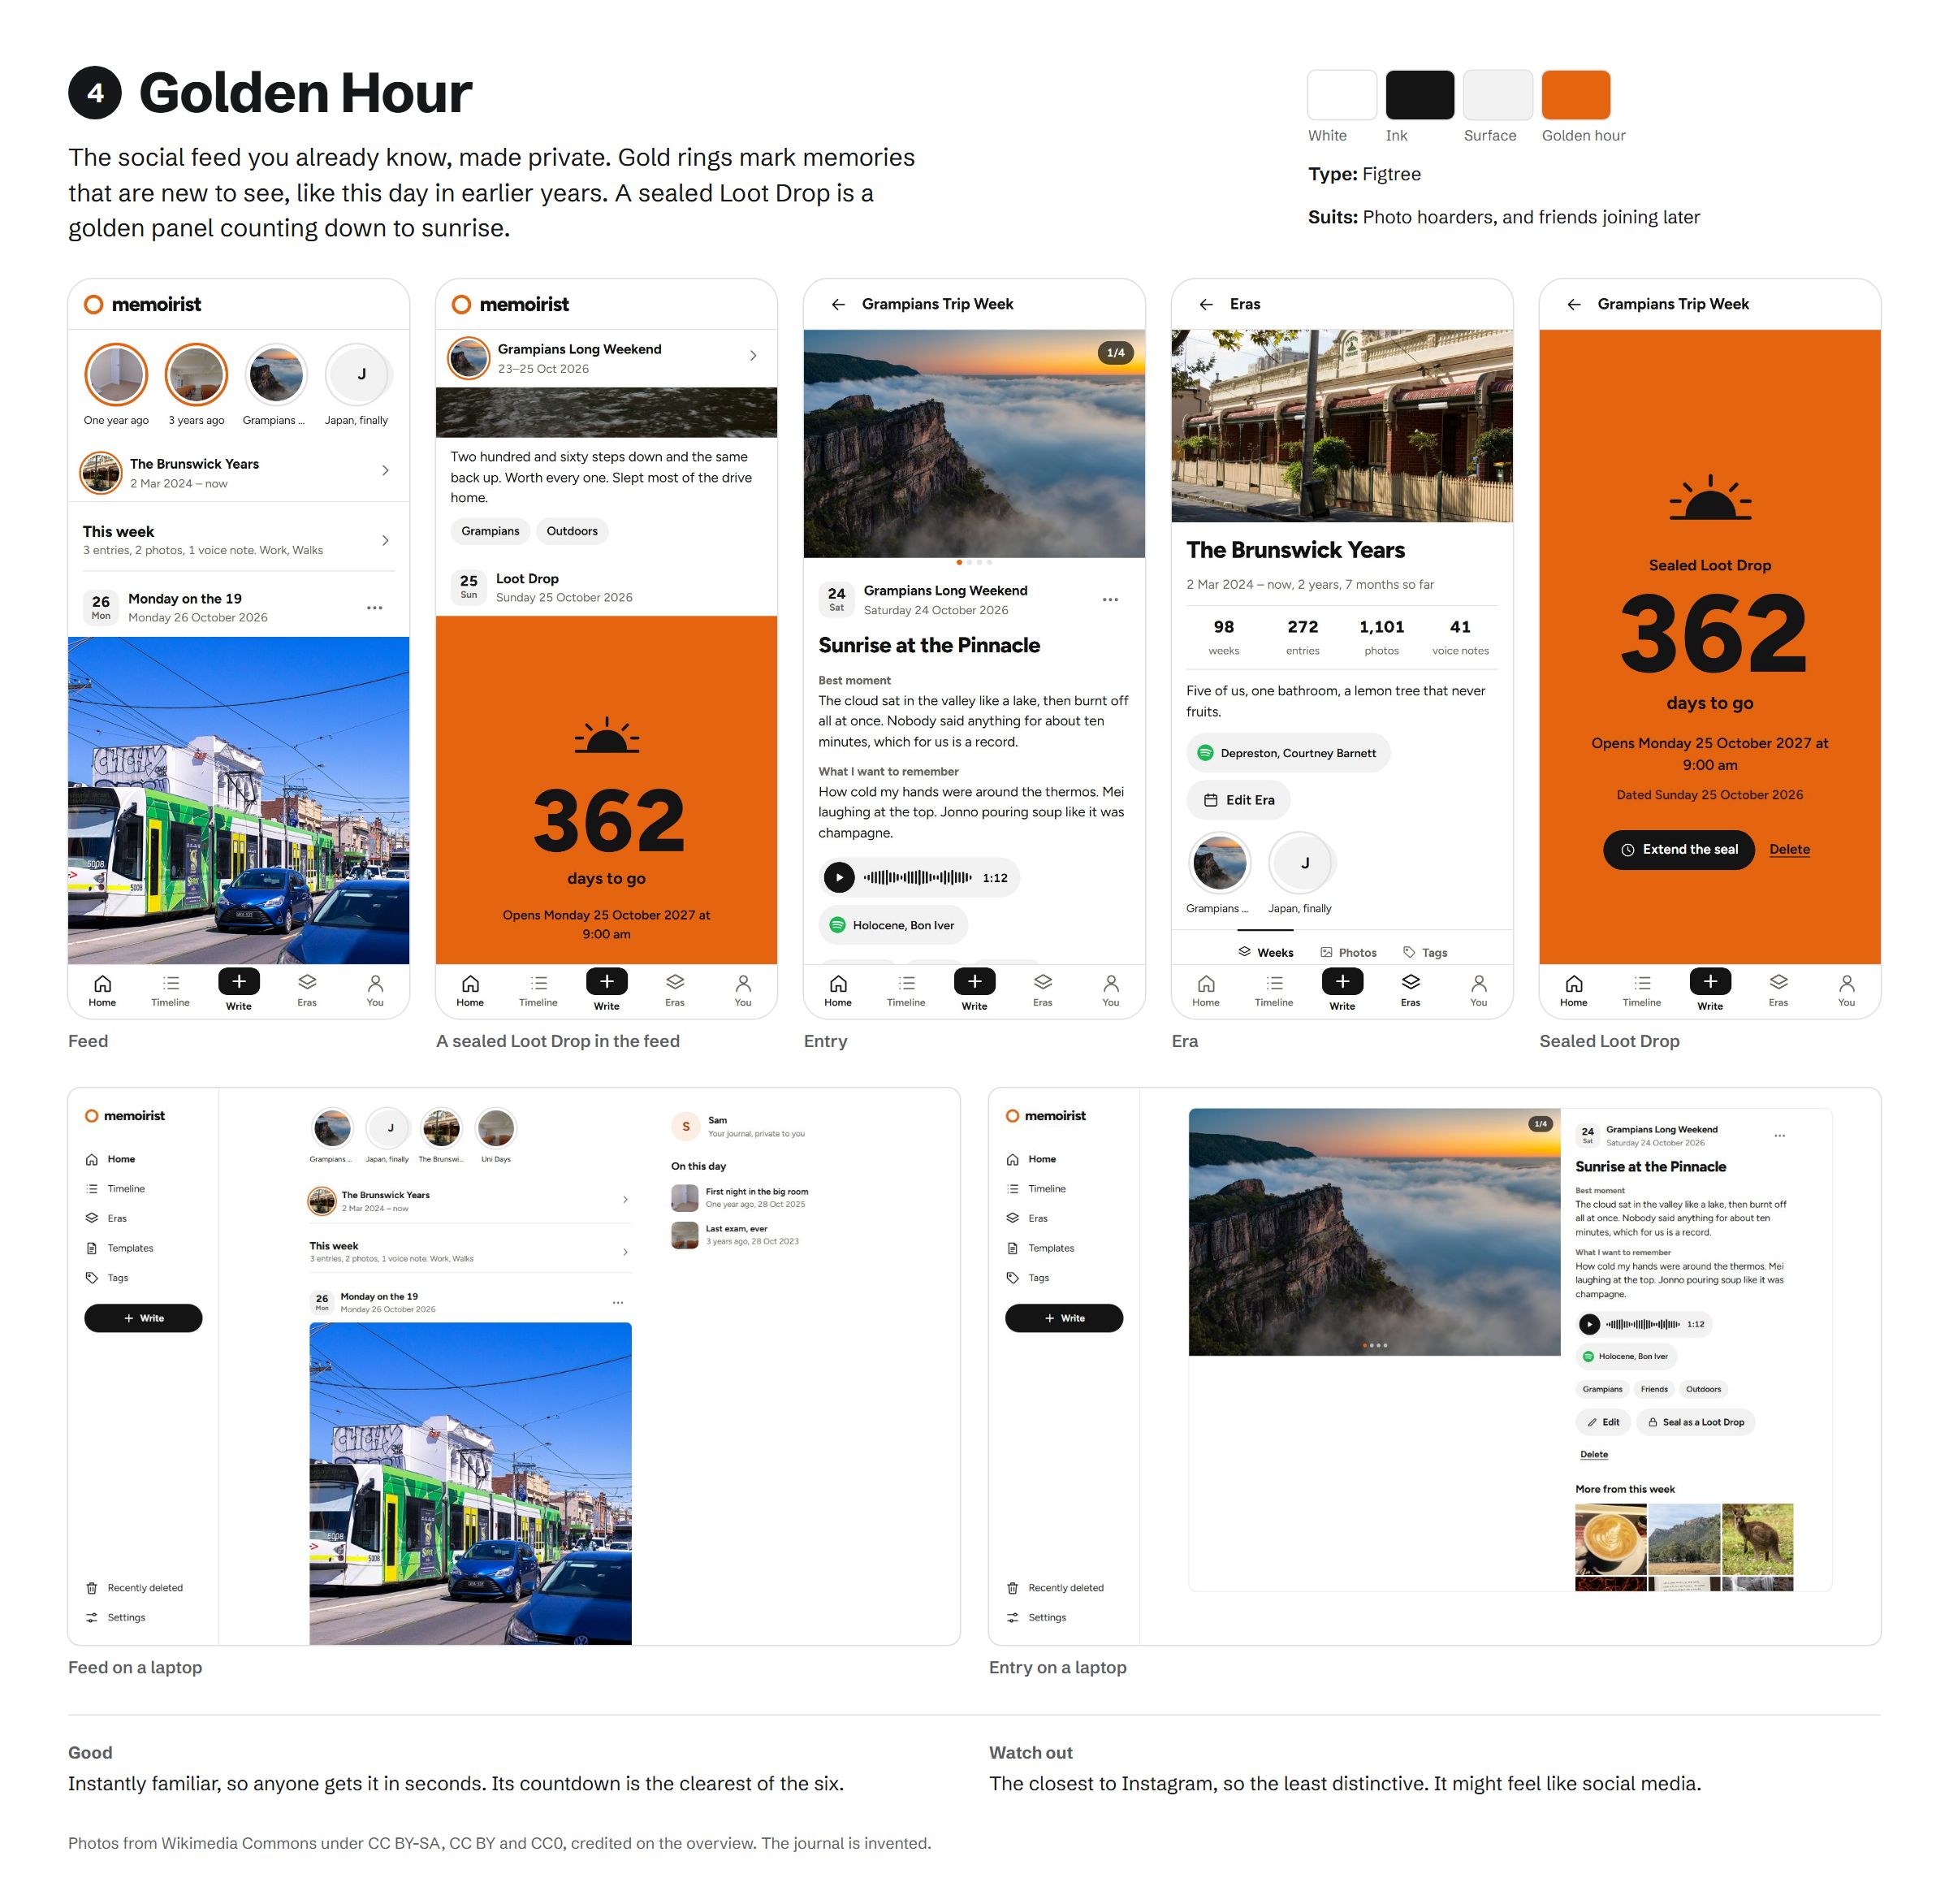 4 Golden Hour
The social feed you already know, made private. Gold rings mark memories
that are new to see, like this day in earlier years. A sealed Loot Drop is a
golden panel counting down to sunrise.
White Ink Surface Golden hour
Type: Figtree
Suits: Photo hoarders, and friends joining later
memoirist
One year ago 3 years ago Grampians ... Japan, finally
J
The Brunswick Years
2 Mar 2024 – now
This week
3 entries, 2 photos, 1 voice note. Work, Walks
26 Mon
Monday on the 19
Monday 26 October 2026
CLICHY
5008
5008
Home Timeline Write Eras You
Feed
memoirist
Grampians Long Weekend
23–25 Oct 2026
Two hundred and sixty steps down and the same
back up. Worth every one. Slept most of the drive
home.
Grampians Outdoors
25 Sun
Loot Drop
Sunday 25 October 2026
362
days to go
Opens Monday 25 October 2027 at
9:00 am
Home Timeline Write Eras You
A sealed Loot Drop in the feed
Grampians Trip Week
1/4
24 Sat
Grampians Long Weekend
Saturday 24 October 2026
Sunrise at the Pinnacle
Best moment
The cloud sat in the valley like a lake, then burnt off
all at once. Nobody said anything for about ten
minutes, which for us is a record.
What I want to remember
How cold my hands were around the thermos. Mei
laughing at the top. Jonno pouring soup like it was
champagne.
1:12
Holocene, Bon Iver
Home Timeline Write Eras You
Entry
Eras
The Brunswick Years
2 Mar 2024 – now, 2 years, 7 months so far
98 272 1,101 41
weeks entries photos voice notes
Five of us, one bathroom, a lemon tree that never
fruits.
Depreston, Courtney Barnett
Edit Era
J
Grampians ... Japan, finally
Weeks Photos Tags
Home Timeline Write Eras You
Era
Grampians Trip Week
Sealed Loot Drop
362
days to go
Opens Monday 25 October 2027 at
9:00 am
Dated Sunday 25 October 2026
Extend the seal Delete
Home Timeline Write Eras You
Sealed Loot Drop
memoirist
Home
Timeline
Eras
Templates
Tags
Write
Recently deleted
Settings
J
Grampians ... Japan, finally The Brunswi... Uni Days
The Brunswick Years
2 Mar 2024 – now
This week
3 entries, 2 photos, 1 voice note. Work, Walks
26 Mon
Monday on the 19
Monday 26 October 2026
CLICHY
5008
5008
S
Sam
Your journal, private to you
On this day
First night in the big room
One year ago, 28 Oct 2025
Last exam, ever
3 years ago, 28 Oct 2023
Feed on a laptop
memoirist
Home
Timeline
Eras
Templates
Tags
Write
Recently deleted
Settings
1/4
24 Sat
Grampians Long Weekend
Saturday 24 October 2026
Sunrise at the Pinnacle
Best moment
The cloud sat in the valley like a lake, then burnt off
all at once. Nobody said anything for about ten
minutes, which for us is a record.
What I want to remember
How cold my hands were around the thermos. Mei
laughing at the top. Jonno pouring soup like it was
champagne.
1:12
Holocene, Bon Iver
Grampians Friends Outdoors
Edit Seal as a Loot Drop
Delete
More from this week
Entry on a laptop
Good
Instantly familiar, so anyone gets it in seconds. Its countdown is the clearest of the six.
Watch out
The closest to Instagram, so the least distinctive. It might feel like social media.
Photos from Wikimedia Commons under CC BY-SA, CC BY and CC0, credited on the overview. The journal is invented.